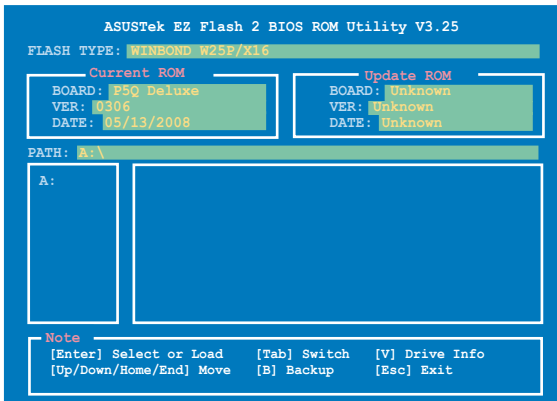 ASUSTek EZ Flash 2 BIOS ROM Utility V3.25
FLASH TYPE: WINBOND W25P/X16
Current ROM
BOARD: P5Q Deluxe
VER: 0306
DATE: 05/13/2008
Update ROM
BOARD: Unknown
VER: Unknown
DATE: Unknown
PATH: A:\
A:
Note
[Enter] Select or Load [Tab] Switch [V] Drive Info
[Up/Down/Home/End] Move [B] Backup [Esc] Exit